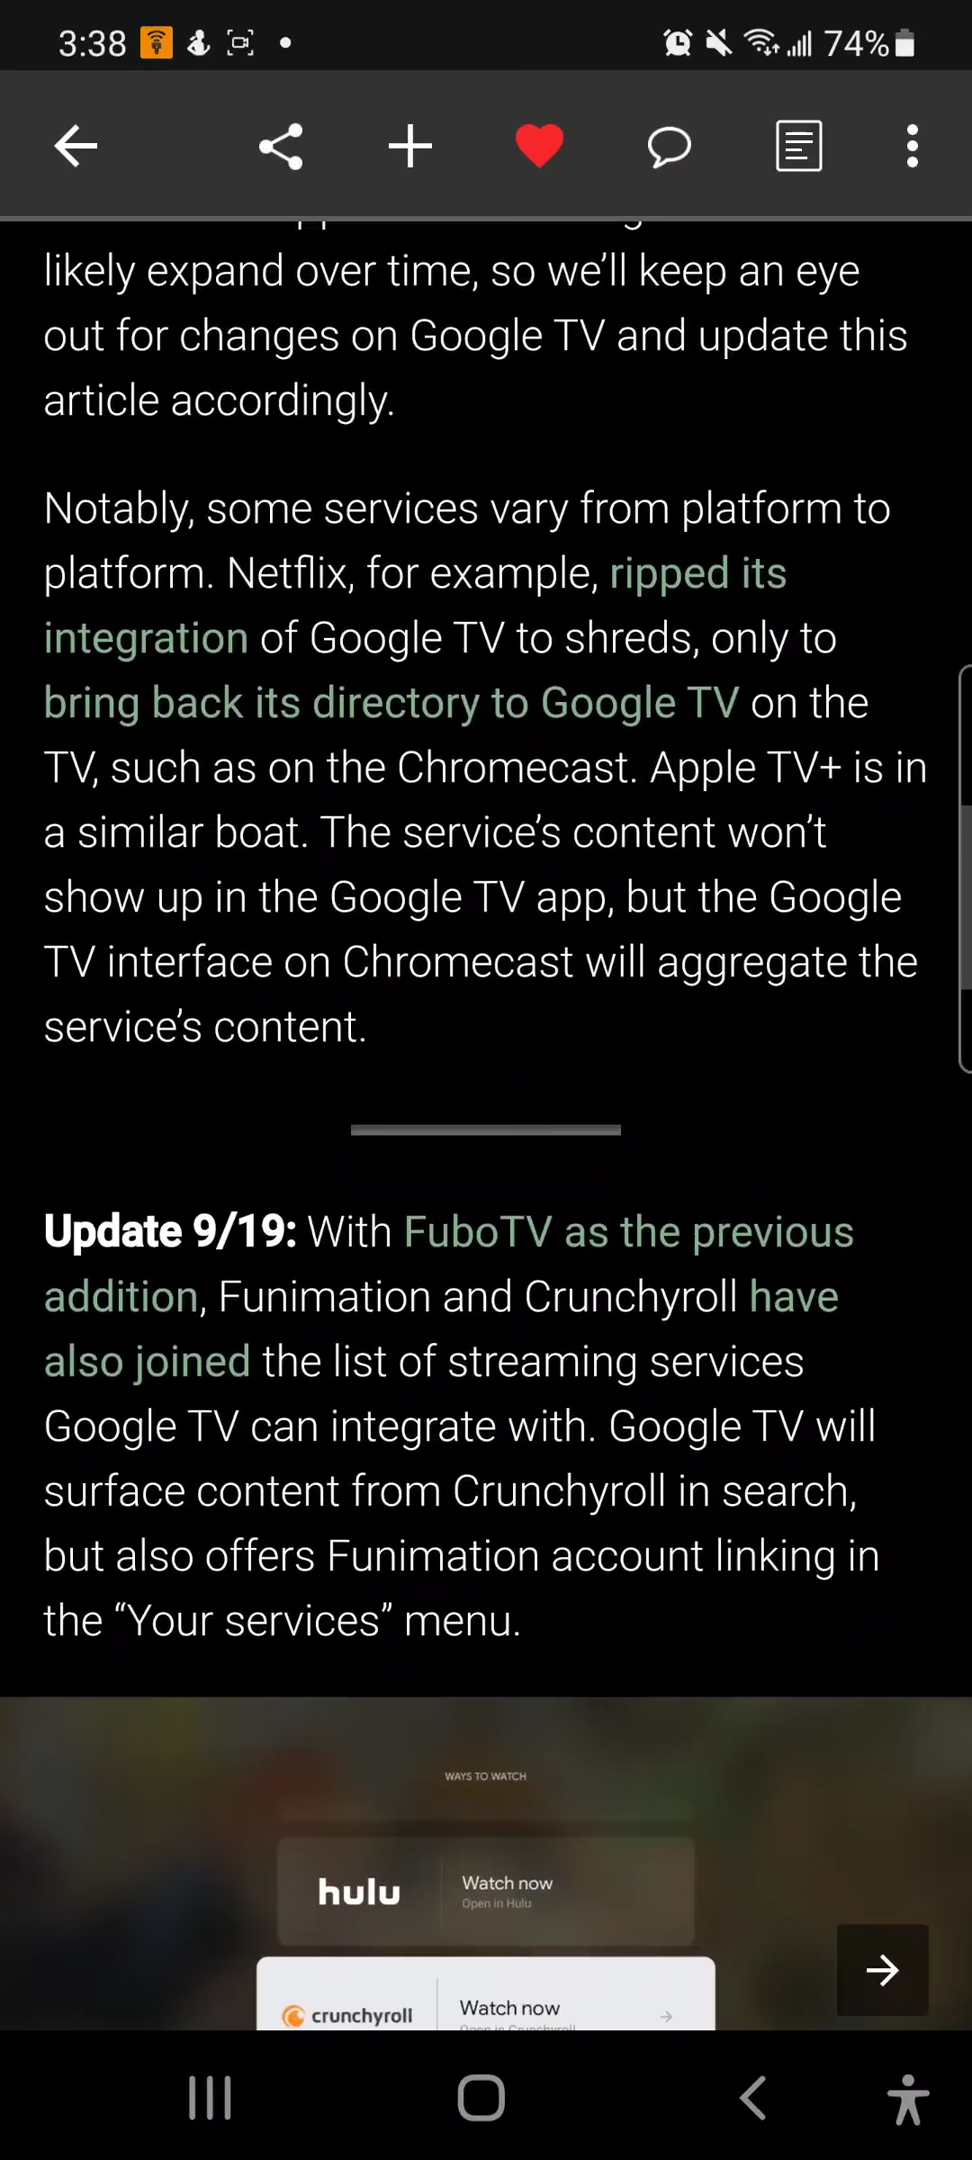 3:38
74%
likely expand over time, so we’ll keep an eye
out for changes on Google TV and update this
article accordingly.
Notably, some services vary from platform to
platform. Netflix, for example, ripped its
integration of Google TV to shreds, only to
bring back its directory to Google TV on the
TV, such as on the Chromecast. Apple TV+ is in
a similar boat. The service’s content won’t
show up in the Google TV app, but the Google
TV interface on Chromecast will aggregate the
service’s content.
Update 9/19: With FuboTV as the previous
addition, Funimation and Crunchyroll have
also joined the list of streaming services
Google TV can integrate with. Google TV will
surface content from Crunchyroll in search,
but also offers Funimation account linking in
the “Your services” menu.
WAYS TO WATCH
hulu
Watch now
Open in Hulu
crunchyroll
Watch now
Open in Crunchyroll